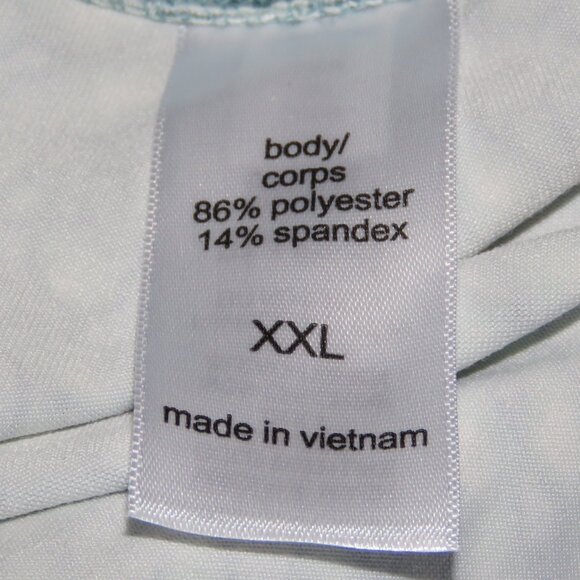 body/
corps
86% polyester
14% spandex
XXL
made in vietnam